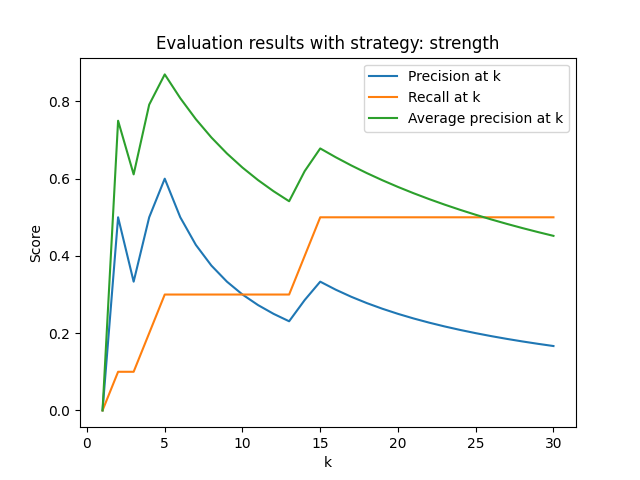 Evaluation results with strategy: strength
Precision at k
Recall at k
Average precision at k
Score
0.8
0.6
0.4
0.2
0.0
0 5 10 15 20 25 30
k